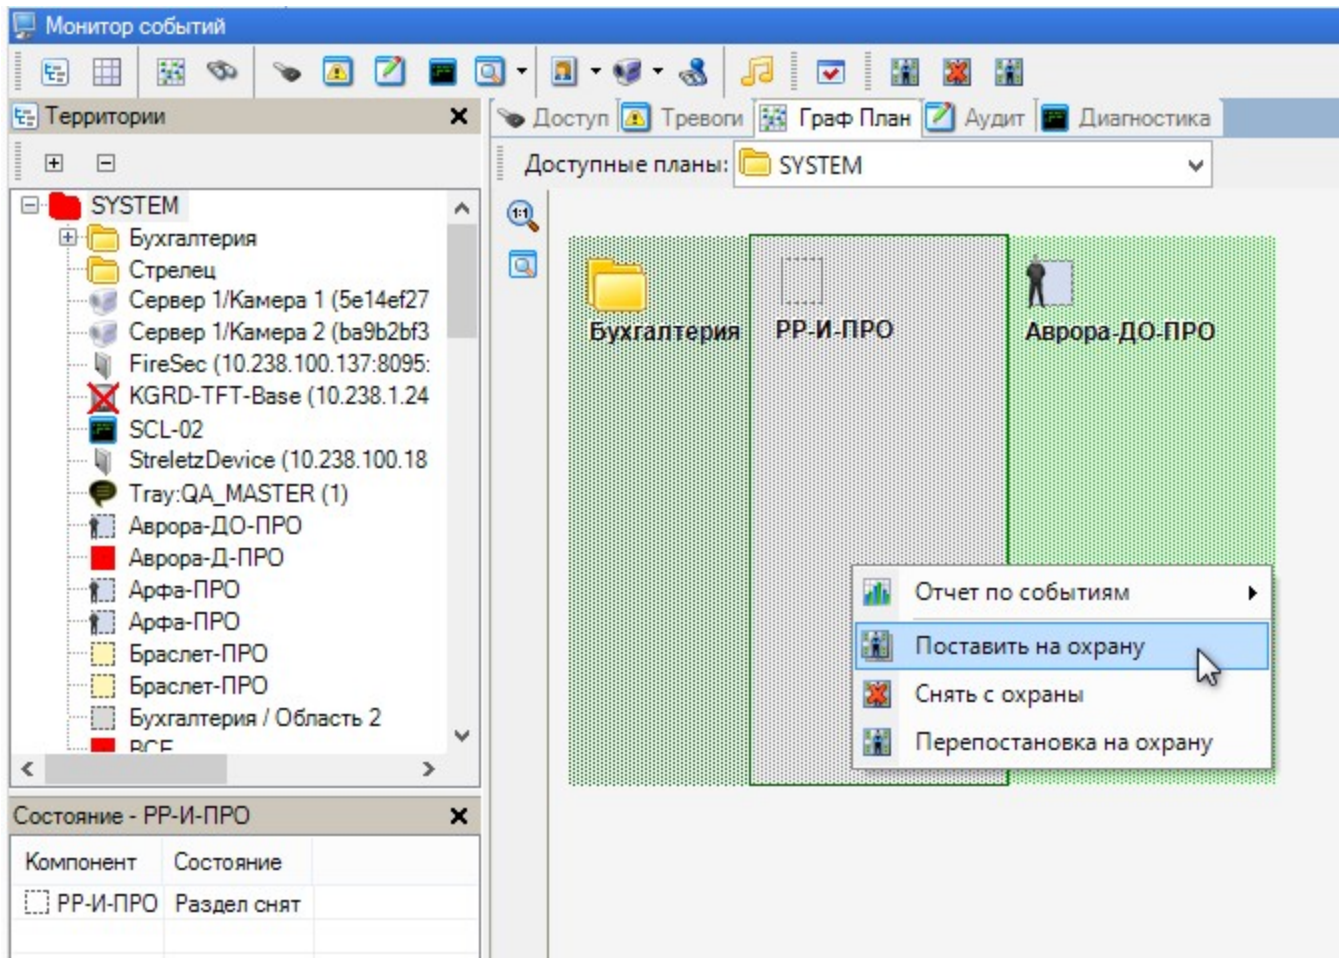 Монитор событий
Территории
SYSTEM
Бухгалтерия
Стрелец
Сервер 1/Камера 1 (5e14ef27
Сервер 1/Камера 2 (ba9b2bf3
FireSec (10.238.100.137:8095:
KGRD-TFT-Base (10.238.1.24
SCL-02
StreletzDevice (10.238.100.18
Tray:QA_MASTER (1)
Аврора-ДО-ПРО
Аврора-Д-ПРО
Арфа-ПРО
Арфа-ПРО
Браслет-ПРО
Браслет-ПРО
Бухгалтерия / Область 2
ВСЕ
Состояние - РР-И-ПРО
Компонент Состояние
РР-И-ПРО Раздел снят
Доступ Тревоги Граф План Аудит Диагностика
Доступные планы: SYSTEM
1:1
Бухгалтерия РР-И-ПРО Аврора-ДО-ПРО
Отчет по событиям
Поставить на охрану
Снять с охраны
Перепостановка на охрану